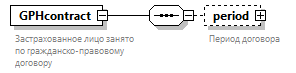 GPHcontract
period
Застрахованное лицо занято
по гражданско-правовому
договору
Период договора